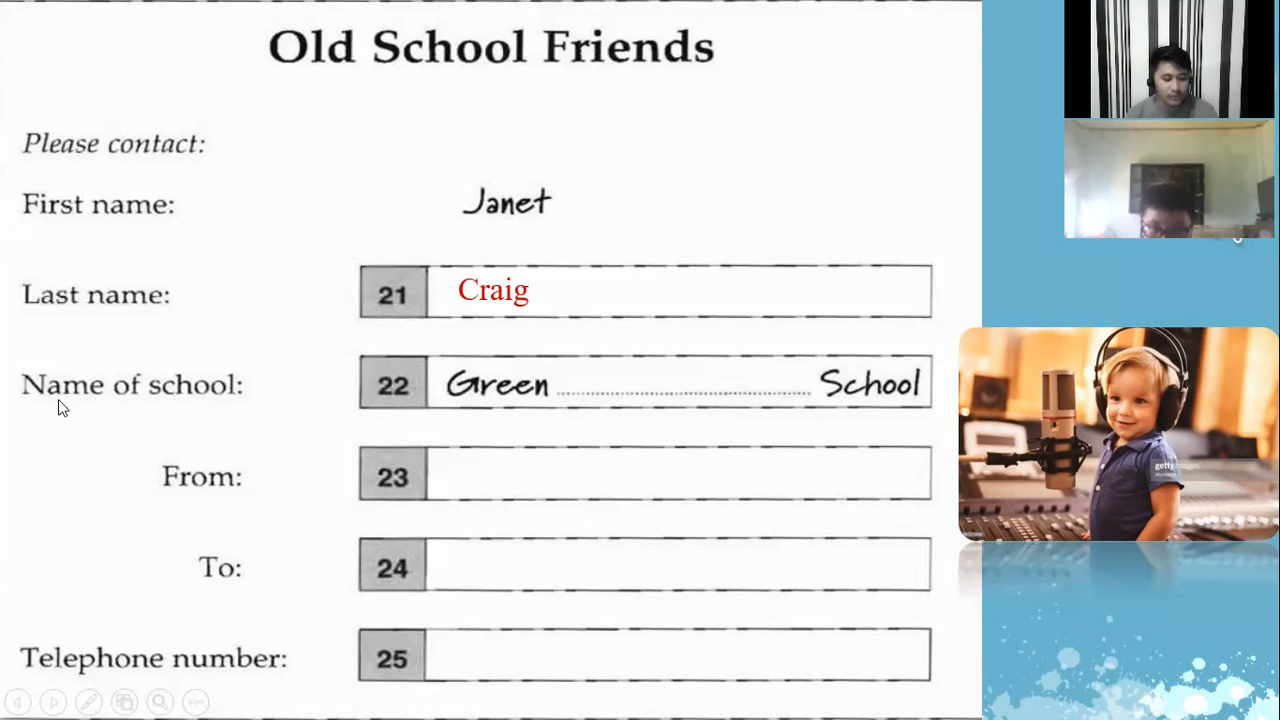 Old School Friends
Please contact:
First name: Janet
Last name: 21 Craig
Name of school: 22 Green School
From: 23
To: 24
Telephone number: 25
gettyimages